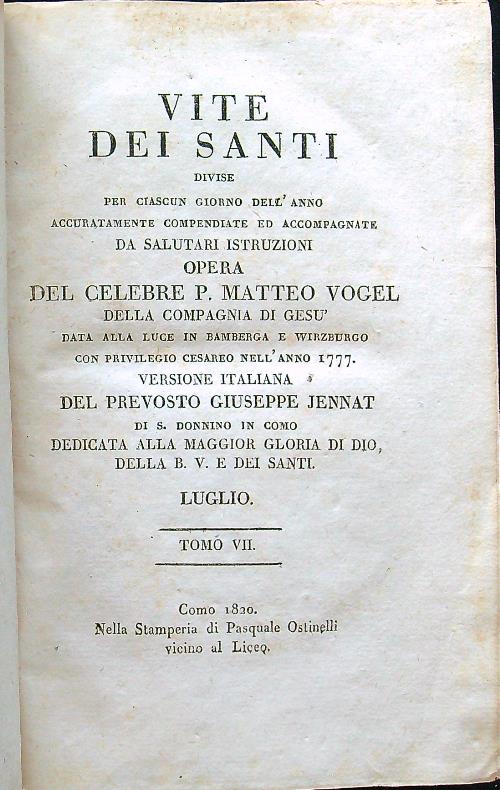 VITE
DEI SANTI
DIVISE
PER CIASCUN GIORNO DELL' ANNO
ACCURATAMENTE COMPENDIATE ED ACCOMPAGNATE
DA SALUTARI ISTRUZIONI
OPERA
DEL CELEBRE P. MATTEO VOGEL
DELLA COMPAGNIA DI GESU'
DATA ALLA LUCE IN BAMBERGA E WIRZBURGO
CON PRIVILEGIO CESAREO NELL'ANNO 1777.
VERSIONE ITALIANA
DEL PREVOSTO GIUSEPPE JENNAT
DI S. DONNINO IN COMO
DEDICATA ALLA MAGGIOR GLORIA DI DIO,
DELLA B. V. E DEI SANTI.
LUGLIO.
TOMO VII.
Como 1820.
Nella Stamperia di Pasquale Ostinelli
vicino al Liceo.